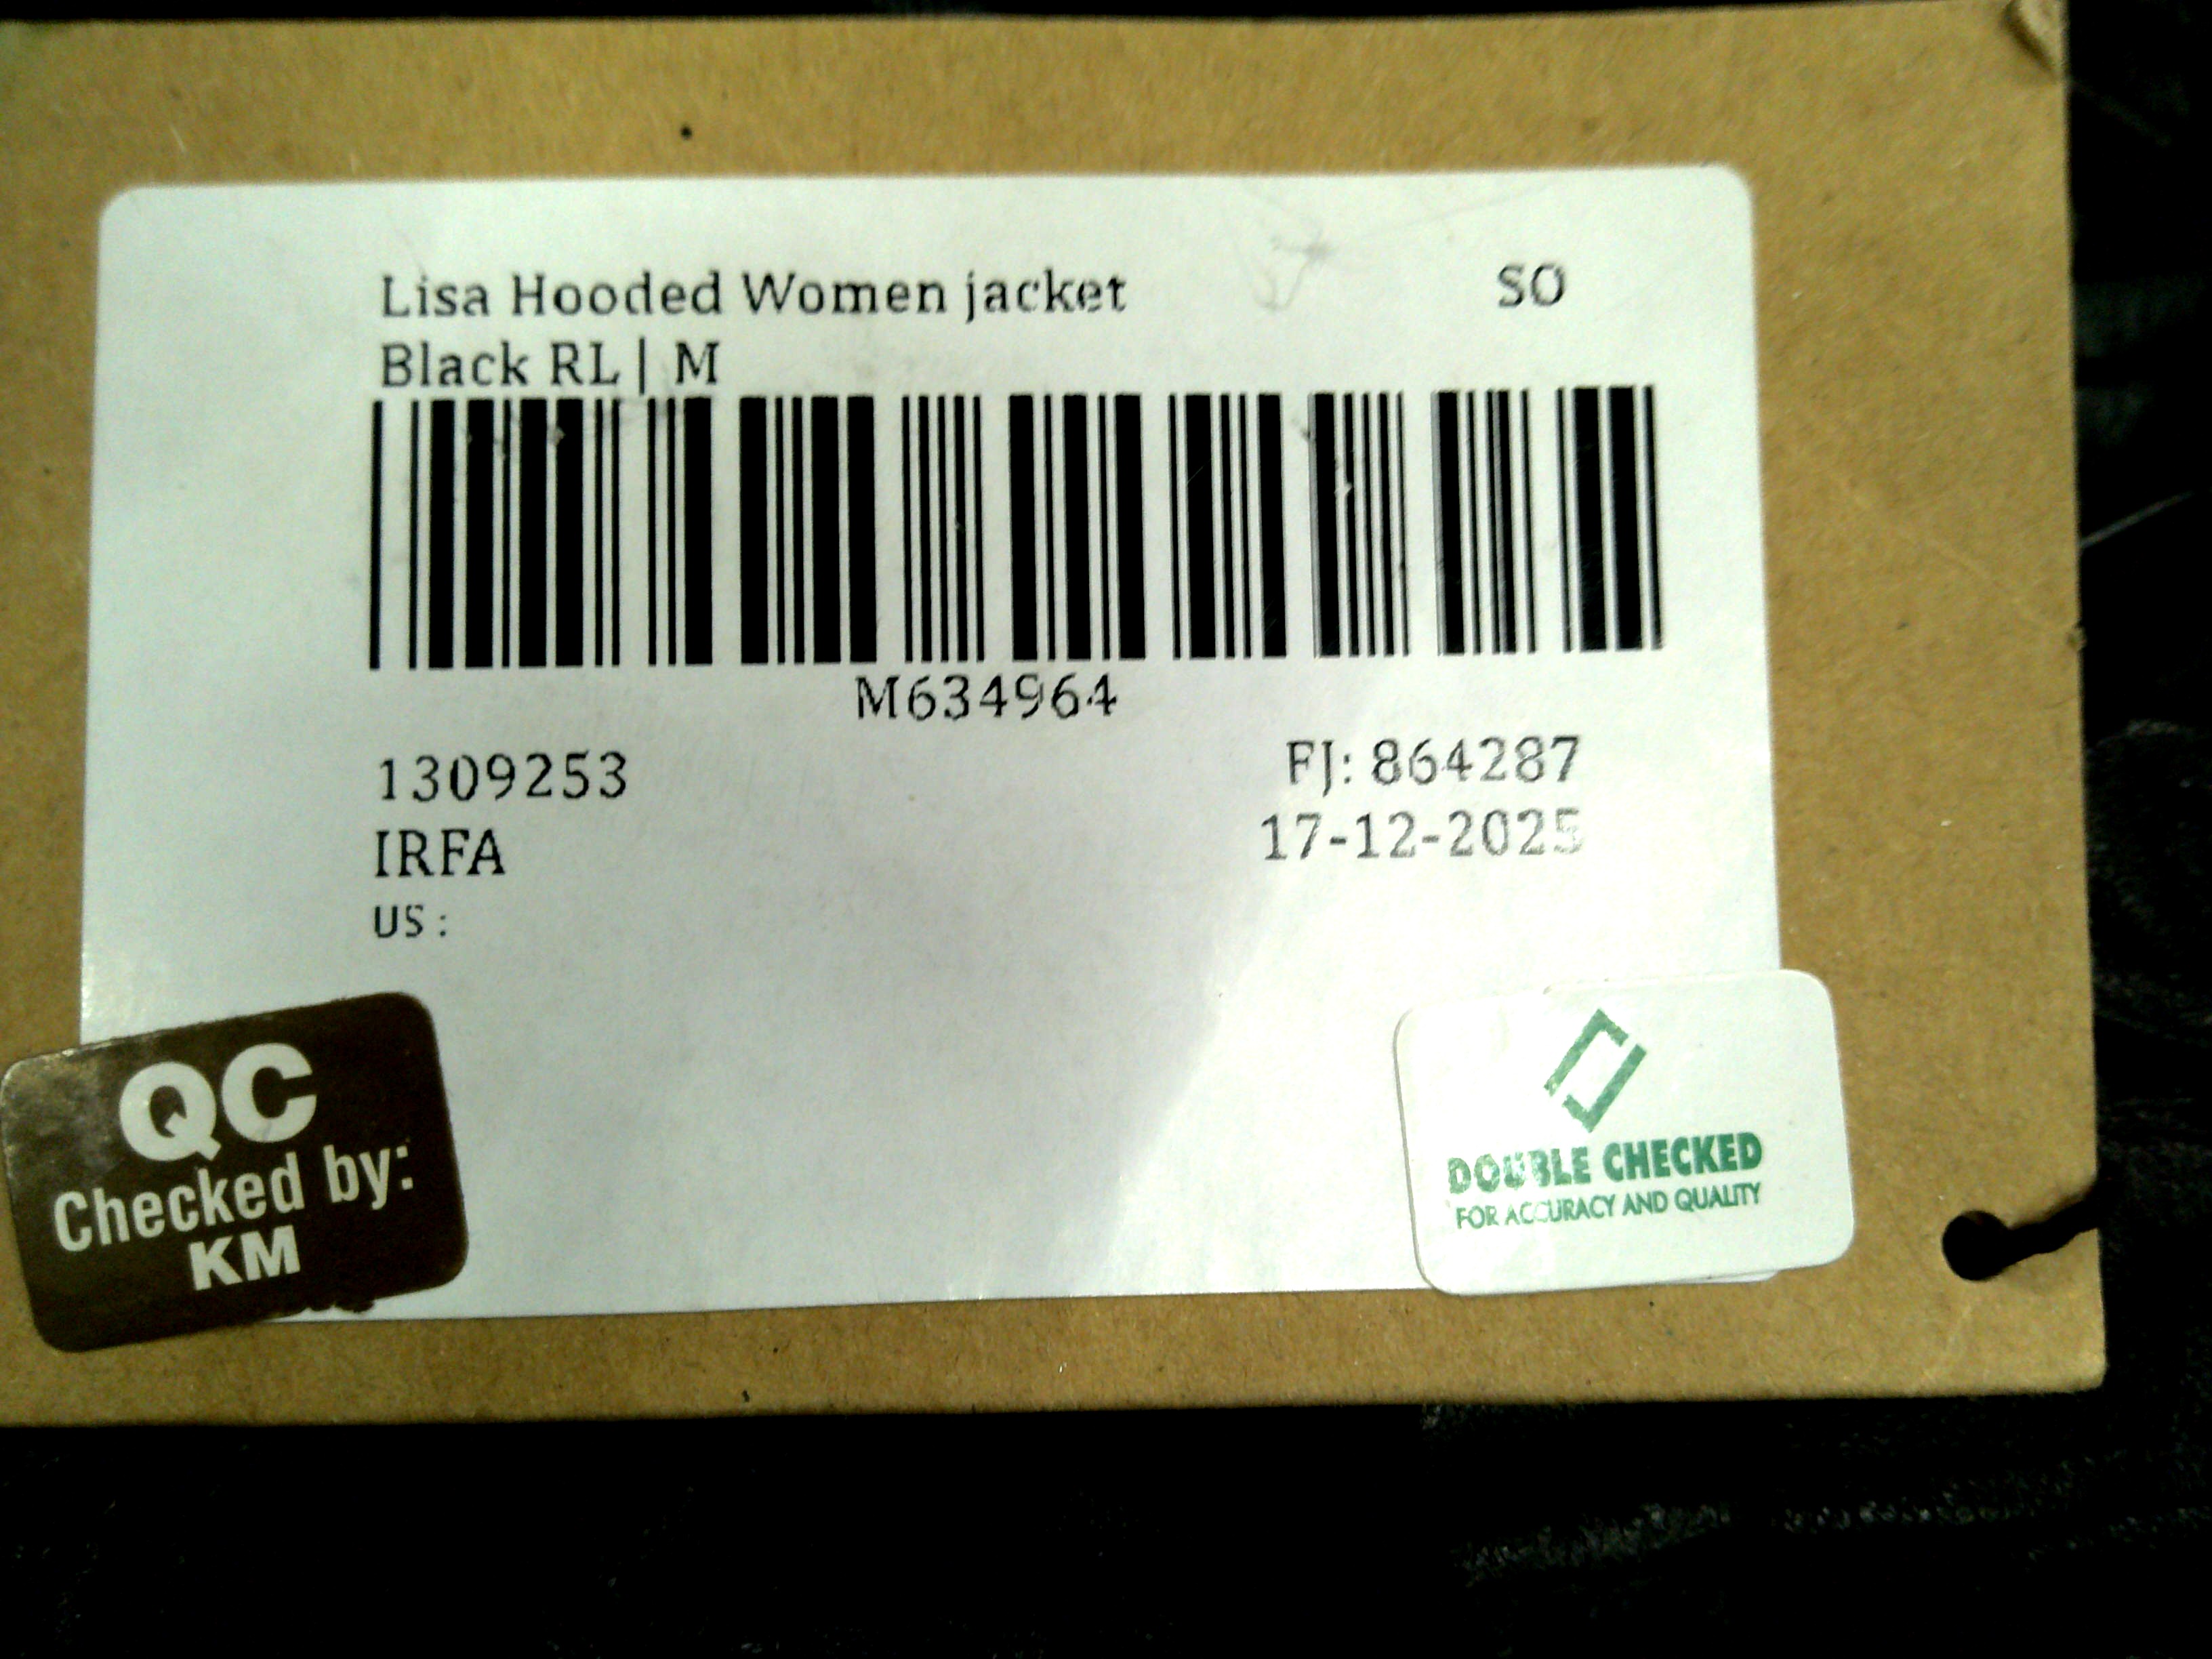 Lisa Hooded Women jacket
SO
Black RL | M
M634964
1309253
FJ: 864287
IRFA
17-12-2025
US :
QC
Checked by:
KM
DOUBLE CHECKED
FOR ACCURACY AND QUALITY